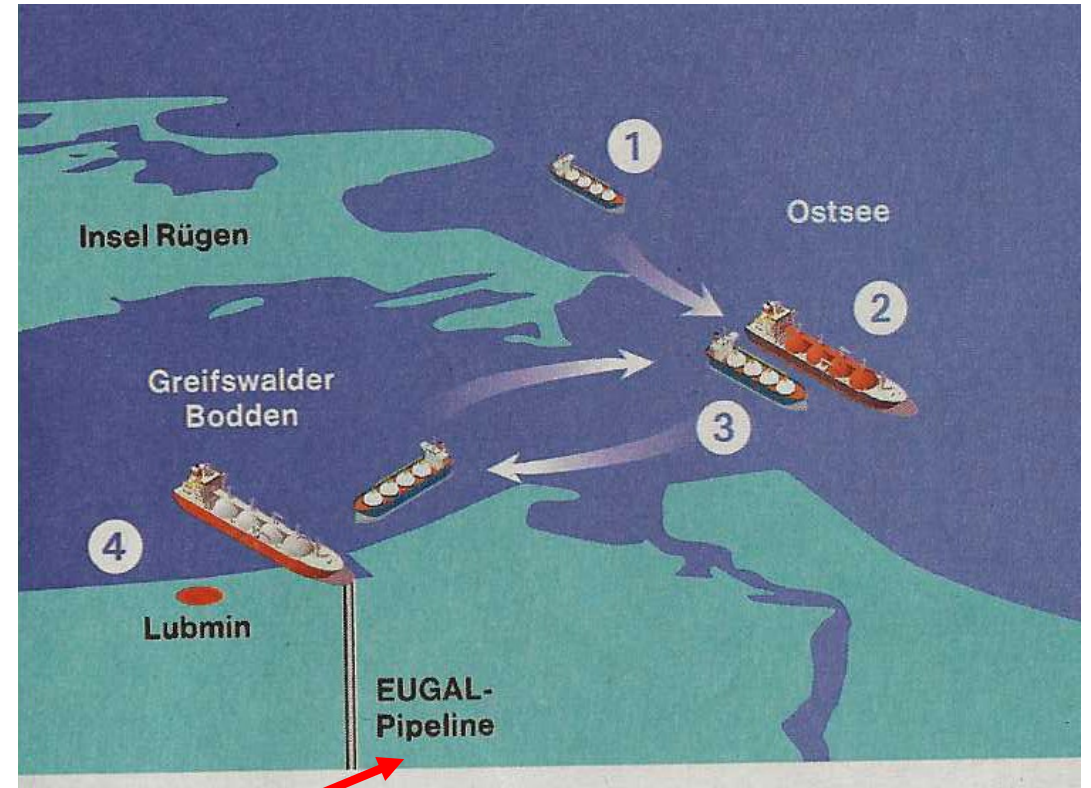 1
Ostsee
Insel Rügen
2
Greifswalder
Bodden
3
4
Lubmin
EUGAL-
Pipeline